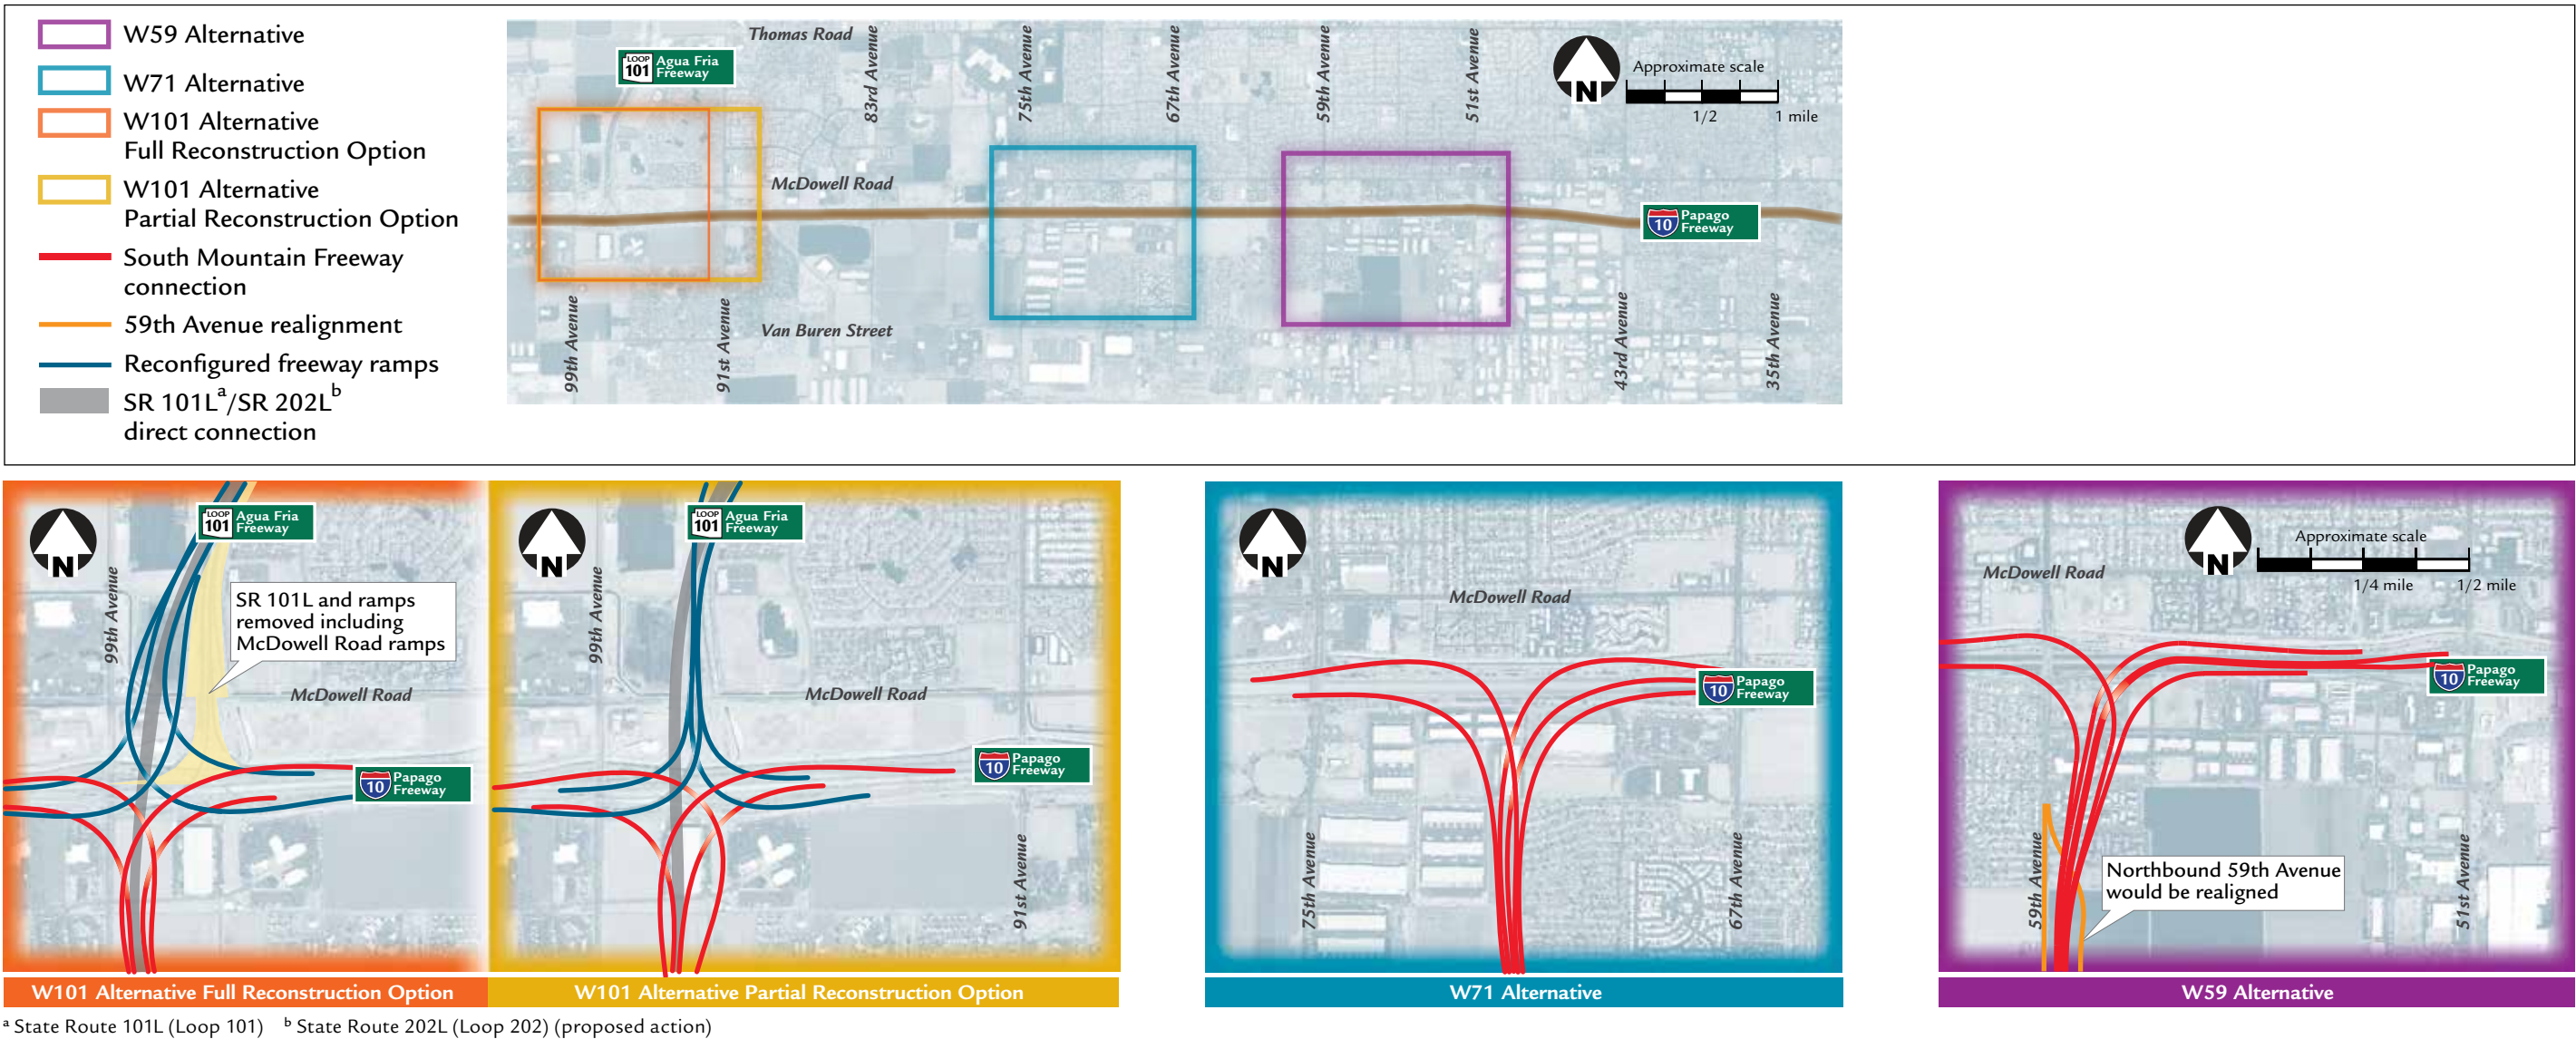 W59 Alternative
W71 Alternative
W101 Alternative
Full Reconstruction Option
W101 Alternative
Partial Reconstruction Option
South Mountain Freeway
connection
59th Avenue realignment
Reconfigured freeway ramps
SR 101Lª/SR 202Lᵇ
direct connection
Thomas Road
LOOP
101
Agua Fria
Freeway
83rd Avenue
75th Avenue
67th Avenue
59th Avenue
51st Avenue
N
Approximate scale
1/2
1 mile
McDowell Road
10
Papago
Freeway
99th Avenue
91st Avenue
Van Buren Street
43rd Avenue
35th Avenue
N
LOOP
101
Agua Fria
Freeway
99th Avenue
SR 101L and ramps
removed including
McDowell Road ramps
McDowell Road
10
Papago
Freeway
W101 Alternative Full Reconstruction Option
N
LOOP
101
Agua Fria
Freeway
99th Avenue
McDowell Road
10
Papago
Freeway
91st Avenue
W101 Alternative Partial Reconstruction Option
N
McDowell Road
10
Papago
Freeway
75th Avenue
67th Avenue
W71 Alternative
McDowell Road
N
Approximate scale
1/4 mile
1/2 mile
10
Papago
Freeway
59th Avenue
Northbound 59th Avenue
would be realigned
51st Avenue
W59 Alternative
ª State Route 101L (Loop 101) ᵇ State Route 202L (Loop 202) (proposed action)